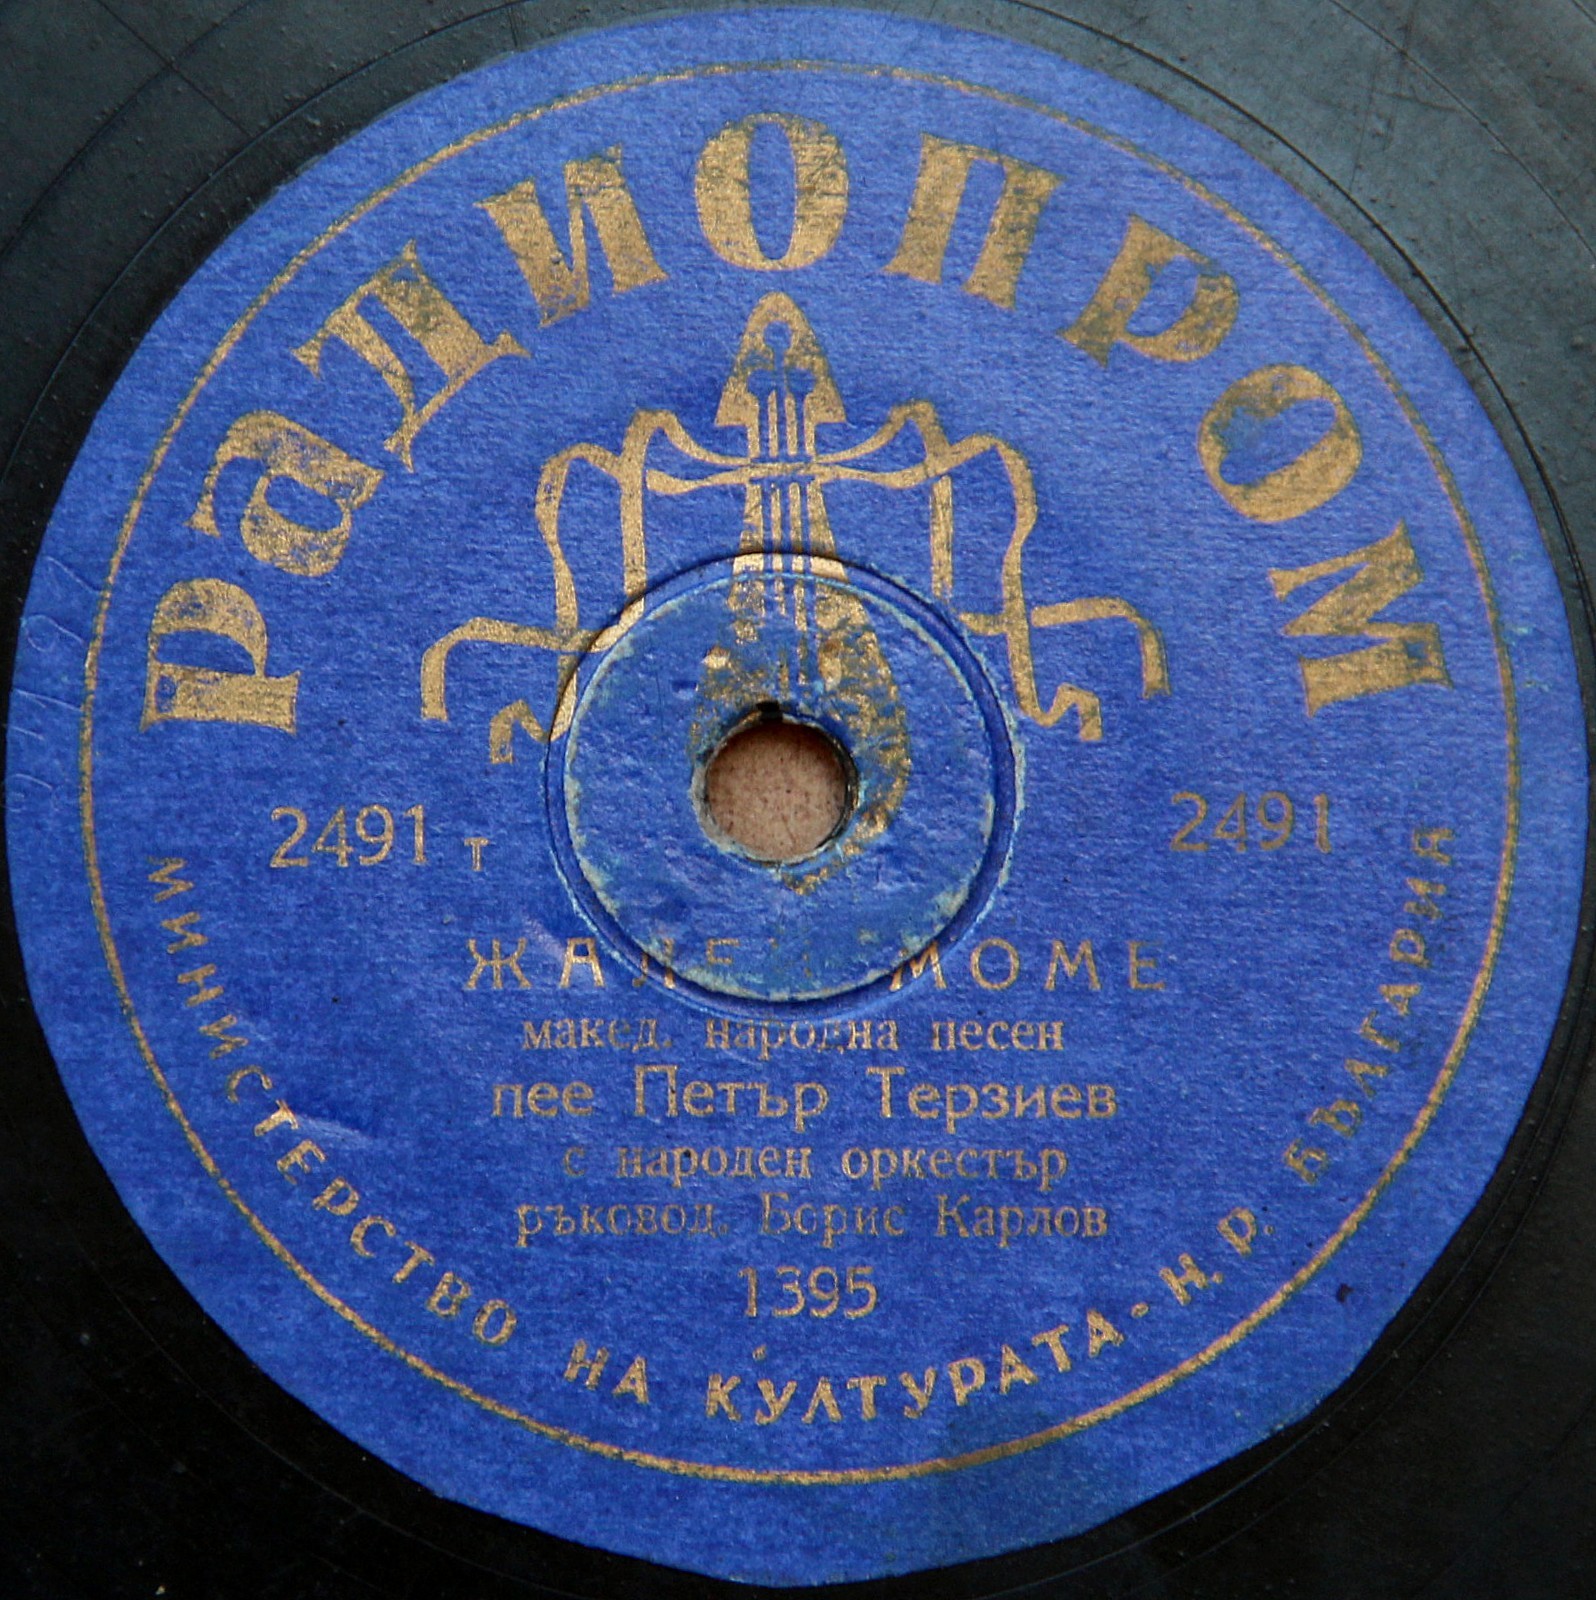 РАДИОПРОМ
2491 т
2491
МОМЕ
макед. народна песен
пее Петър Терзиев
с народен оркестър
ръковод. Борис Карлов
1395
МИНИСТЕРСТВО НА КУЛТУРАТА - Н. Р. БЪЛГАРИЯ